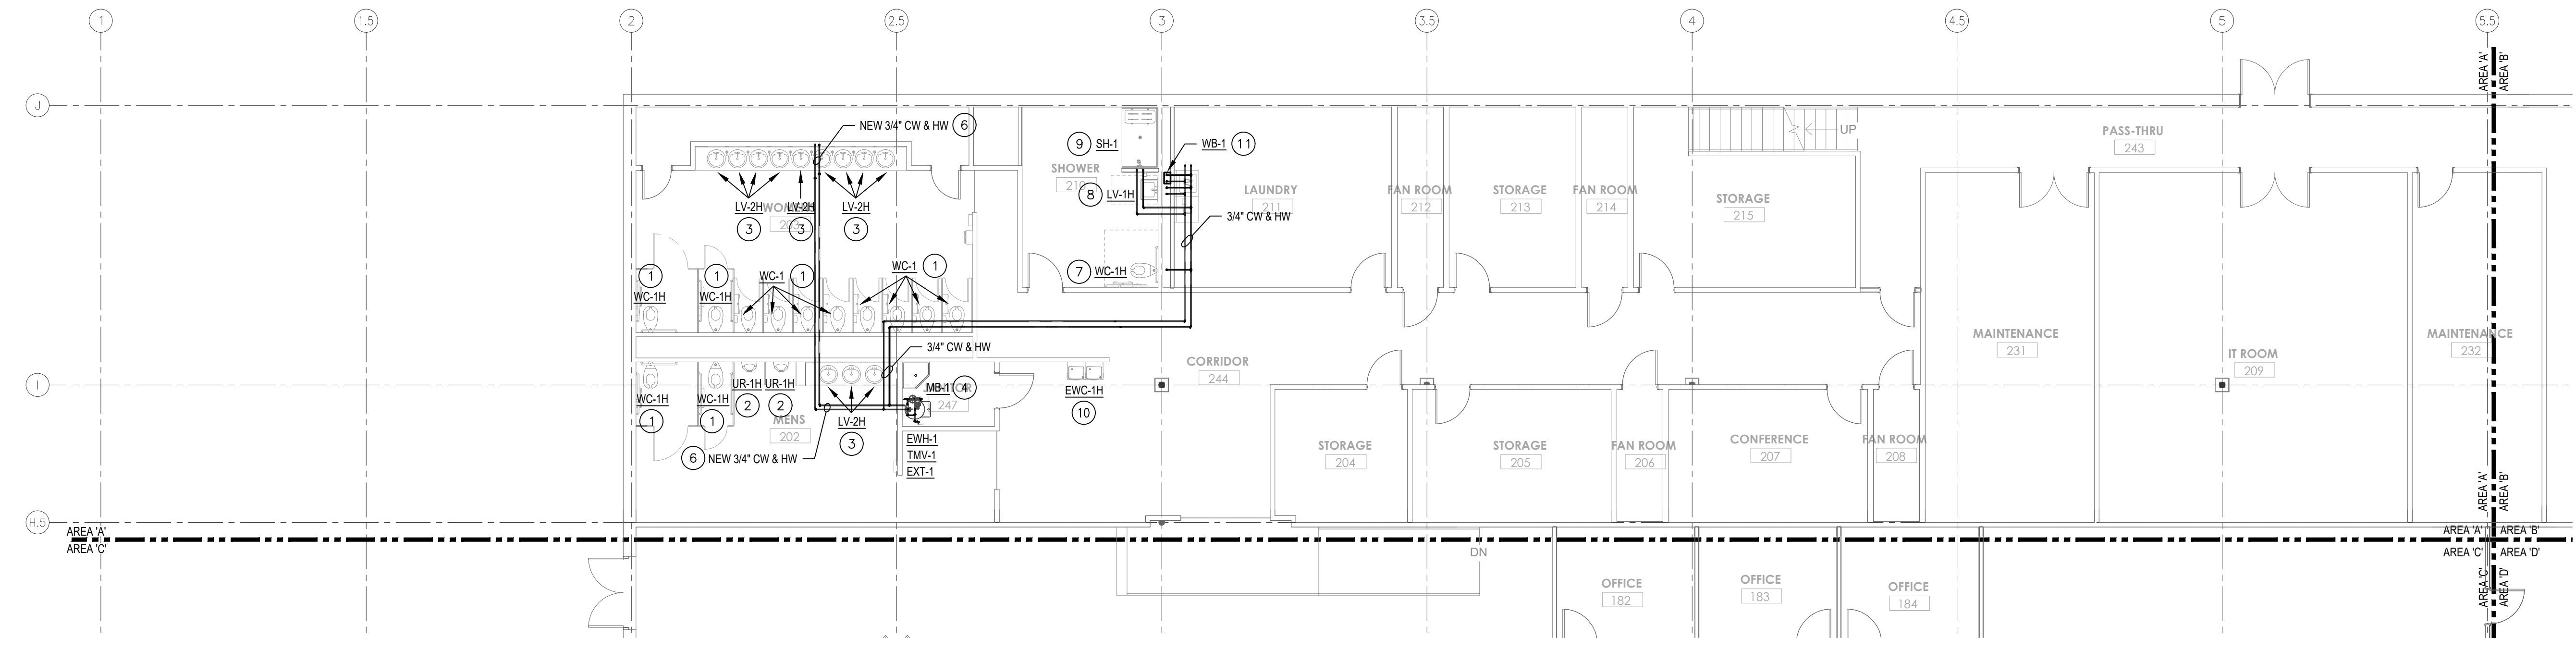 1
1.5
2
2.5
3
3.5
4
4.5
5
5.5
AREA 'A'
AREA 'B'
J
NEW 3/4" CW & HW
6
9
SH-1
WB-1
11
UP
PASS-THRU
243
SHOWER
210
8
LV-1H
LAUNDRY
211
FAN ROOM
212
STORAGE
213
FAN ROOM
214
STORAGE
215
LV-2H
LV-2H
LV-2H
3
3
3
3/4" CW & HW
1
1
WC-1
1
WC-1
1
7
WC-1H
WC-1H
WC-1H
MAINTENANCE
231
IT ROOM
209
MAINTENANCE
232
3/4" CW & HW
CORRIDOR
244
I
UR-1H
UR-1H
2
2
MB-1
4
247
EWC-1H
10
WC-1H
WC-1H
1
1
LV-2H
3
MENS
202
6
NEW 3/4" CW & HW
EWH-1
TMV-1
EXT-1
STORAGE
204
STORAGE
205
FAN ROOM
206
CONFERENCE
207
FAN ROOM
208
AREA 'A'
AREA 'B'
H.5
AREA 'A'
AREA 'C'
AREA 'A'
AREA 'B'
AREA 'C'
AREA 'D'
DN
OFFICE
182
OFFICE
183
OFFICE
184
AREA 'C'
AREA 'D'